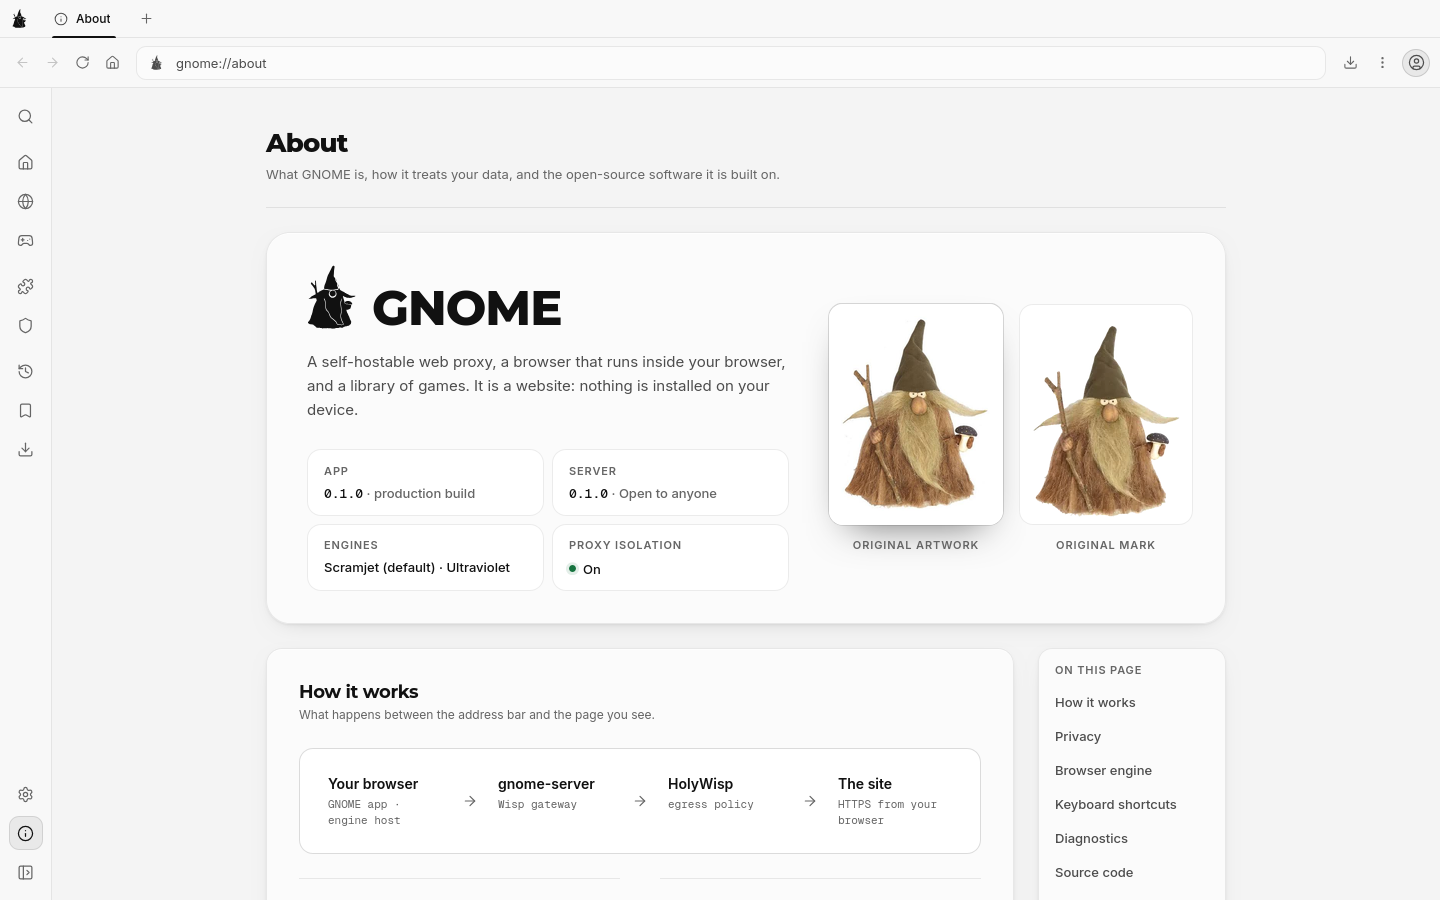 About
gnome://about
About
What GNOME is, how it treats your data, and the open-source software it is built on.
GNOME
A self-hostable web proxy, a browser that runs inside your browser,
and a library of games. It is a website: nothing is installed on your
device.
APP
0.1.0 · production build
SERVER
0.1.0 · Open to anyone
ENGINES
Scramjet (default) · Ultraviolet
PROXY ISOLATION
On
ORIGINAL ARTWORK
ORIGINAL MARK
How it works
What happens between the address bar and the page you see.
Your browser
GNOME app ·
engine host
gnome-server
Wisp gateway
HolyWisp
egress policy
The site
HTTPS from your
browser
ON THIS PAGE
How it works
Privacy
Browser engine
Keyboard shortcuts
Diagnostics
Source code